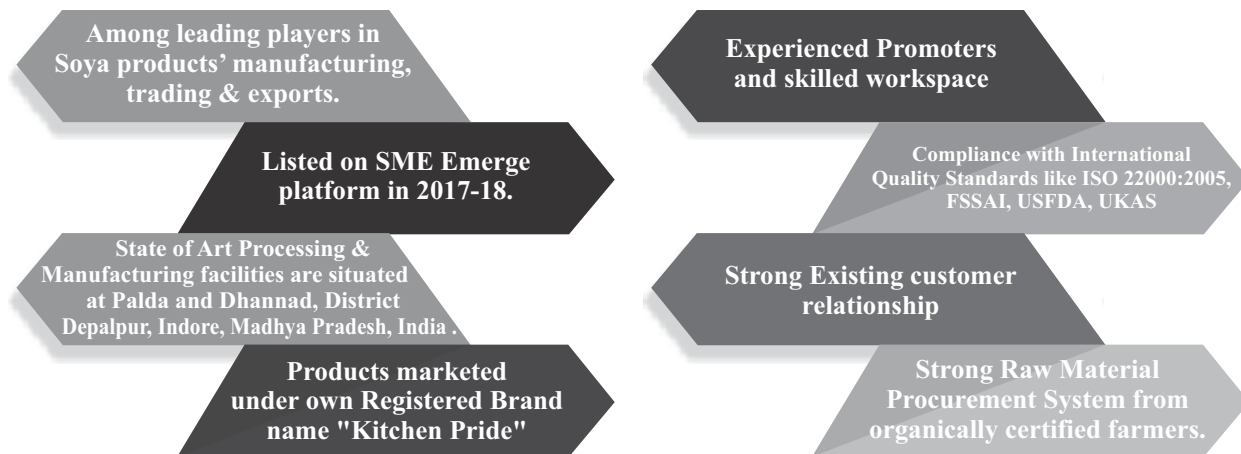 Among leading players in
Soya products’ manufacturing,
trading & exports.
Listed on SME Emerge
platform in 2017-18.
State of Art Processing &
Manufacturing facilities are situated
at Palda and Dhannad, District
Depalpur, Indore, Madhya Pradesh, India .
Products marketed
under own Registered Brand
name "Kitchen Pride"
Experienced Promoters
and skilled workspace
Compliance with International
Quality Standards like ISO 22000:2005,
FSSAI, USFDA, UKAS
Strong Existing customer
relationship
Strong Raw Material
Procurement System from
organically certified farmers.